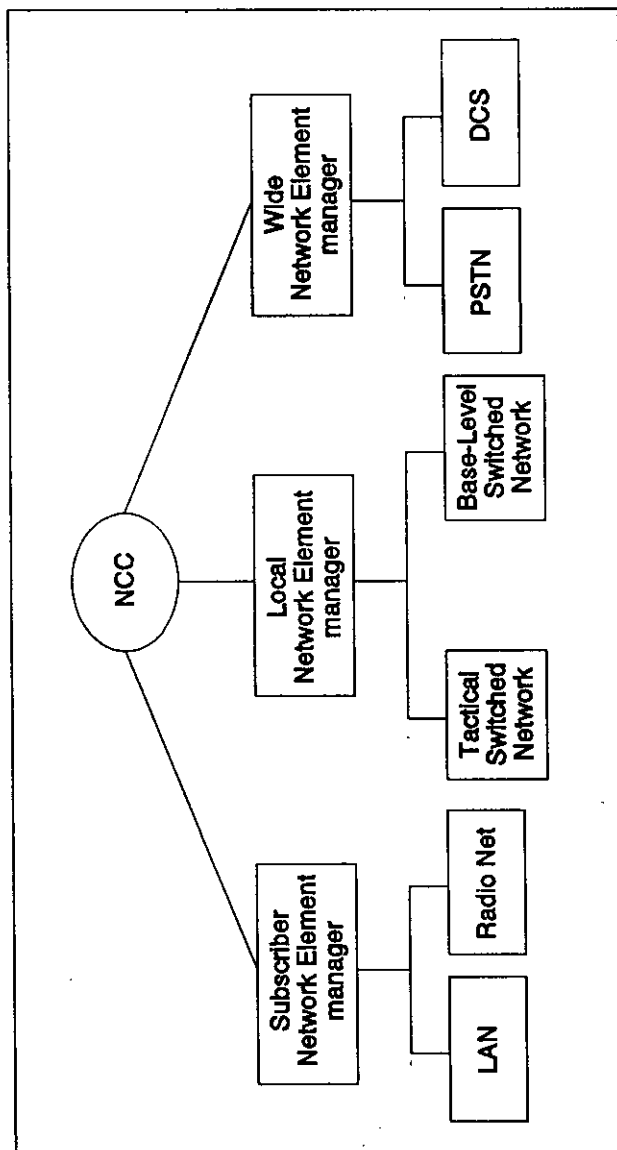 NCC
Subscriber
Network Element
manager
Local
Network Element
manager
Wide
Network Element
manager
LAN
Radio Net
Tactical
Switched
Network
Base-Level
Switched
Network
PSTN
DCS